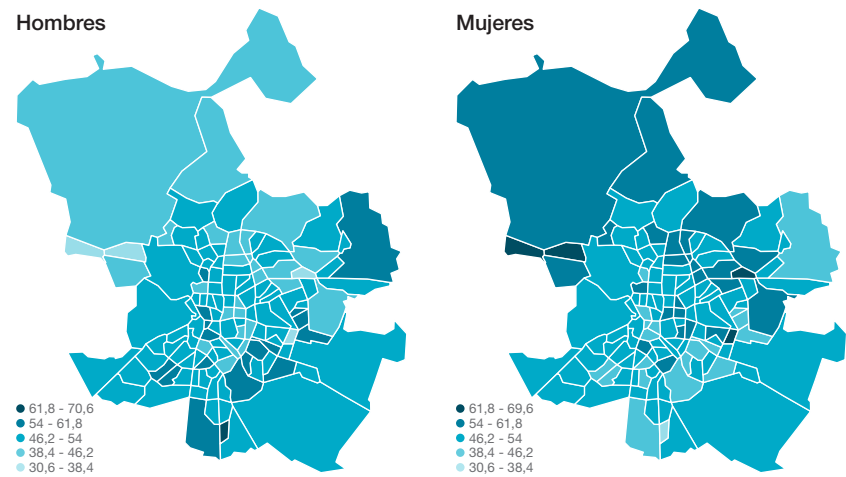 Hombres
Mujeres
61,8 - 70,6
54 - 61,8
46,2 - 54
38,4 - 46,2
30,6 - 38,4
61,8 - 69,6
54 - 61,8
46,2 - 54
38,4 - 46,2
30,6 - 38,4